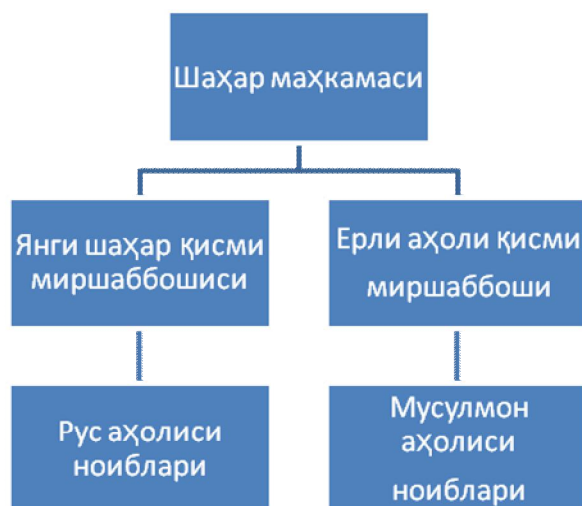 Шаҳар маҳкамаси
Янги шаҳар қисми
миршаббошиси
Ерли аҳоли қисми
миршаббоши
Рус аҳолиси
ноиблари
Мусулмон
аҳолиси
ноиблари